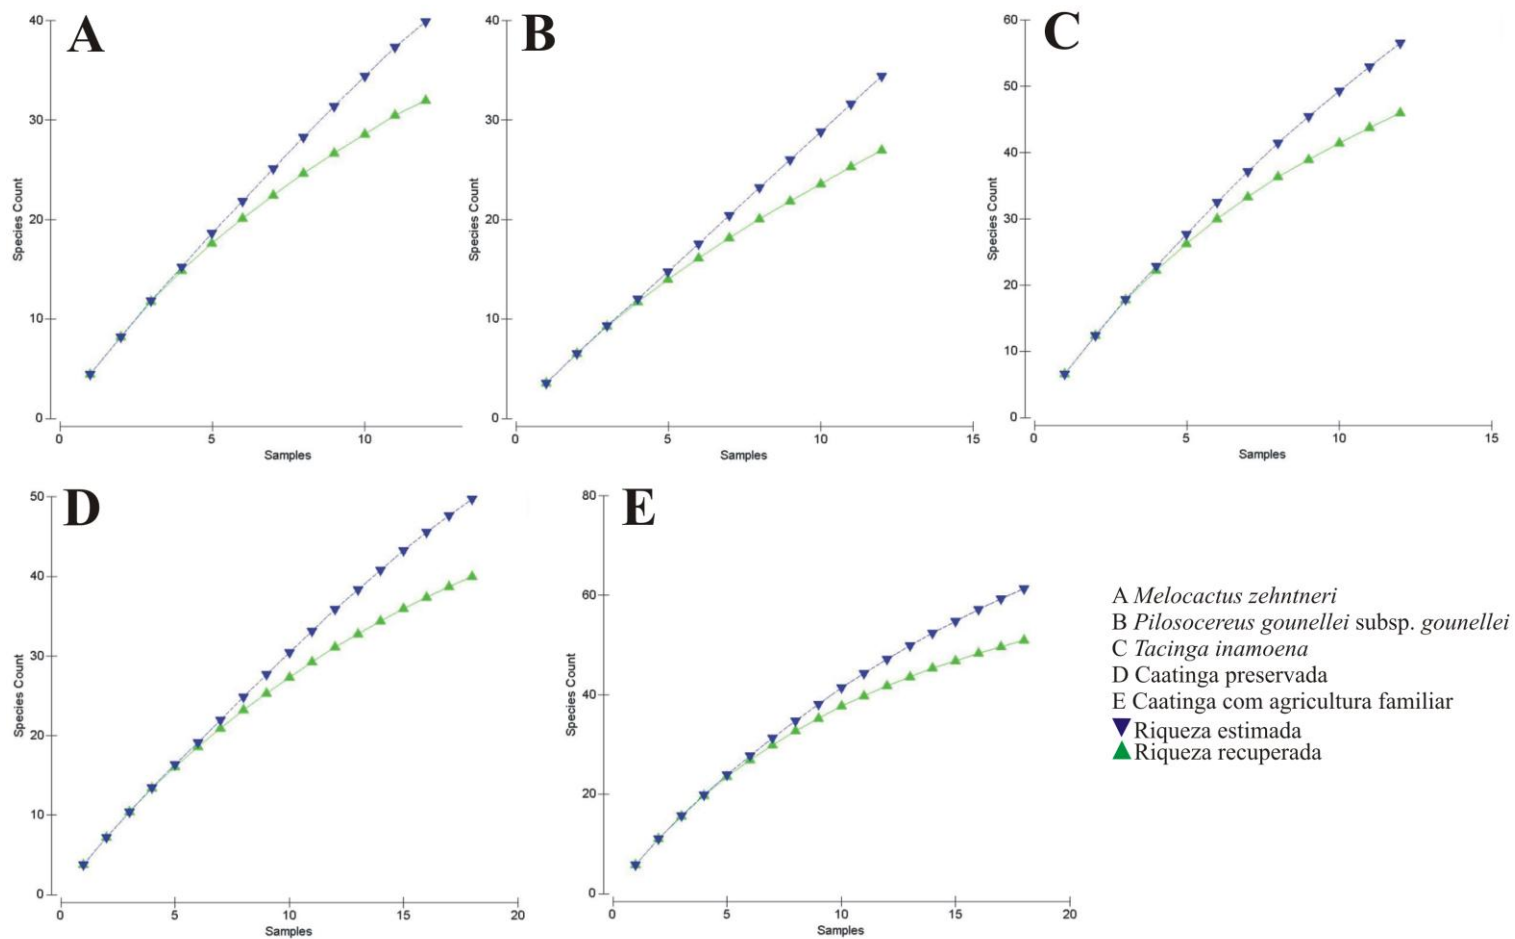 A
40
30
20
10
0
Species Count
0
5
10
Samples
B
40
30
20
10
0
Species Count
0
5
10
15
Samples
C
60
50
40
30
20
10
0
Species Count
0
5
10
15
Samples
D
50
40
30
20
10
0
Species Count
0
5
10
15
20
Samples
E
80
60
40
20
0
Species Count
0
5
10
15
20
Samples
A Melocactus zehntneri
B Pilosocereus gounellei subsp. gounellei
C Tacinga inamoena
D Caatinga preservada
E Caatinga com agricultura familiar
Riqueza estimada
Riqueza recuperada